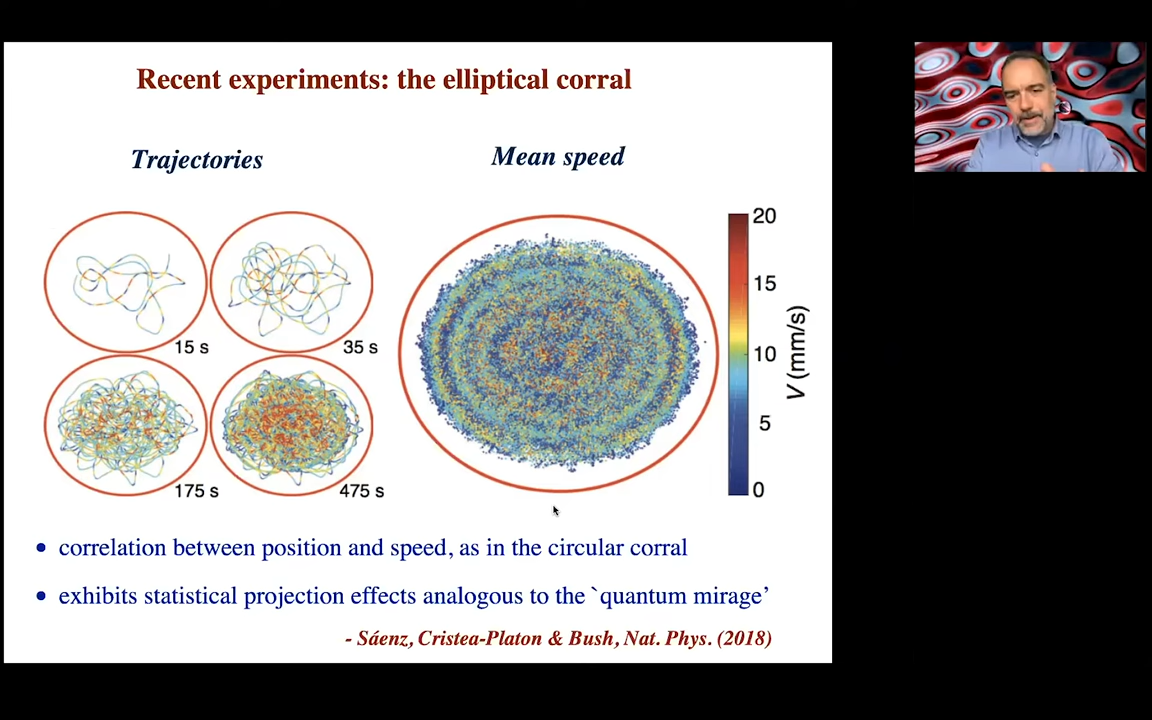 Recent experiments: the elliptical corral
Trajectories
Mean speed
15 s
35 s
175 s
475 s
20
15
10
5
0
V (mm/s)
• correlation between position and speed, as in the circular corral
• exhibits statistical projection effects analogous to the `quantum mirage’
- Sáenz, Cristea-Platon & Bush, Nat. Phys. (2018)